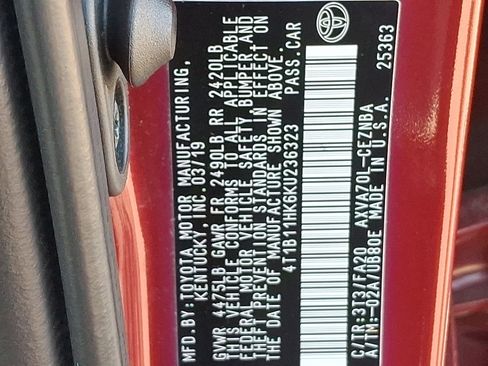 MFD. BY: TOYOTA MOTOR MANUFACTURING,
KENTUCKY, INC. 03/19
GVWR 4475LB GAWR FR 2490LB RR 2420LB
THIS VEHICLE CONFORMS TO ALL APPLICABLE
FEDERAL MOTOR VEHICLE SAFETY, BUMPER, AND
THEFT PREVENTION STANDARDS IN EFFECT ON
THE DATE OF MANUFACTURE SHOWN ABOVE.
4T1B11HK6KU236323 PASS.CAR
C/TR:3T3/FA20 AXVA70L-CEZNBA
A/TM:-02A/UB80E MADE IN U.S.A.
25363